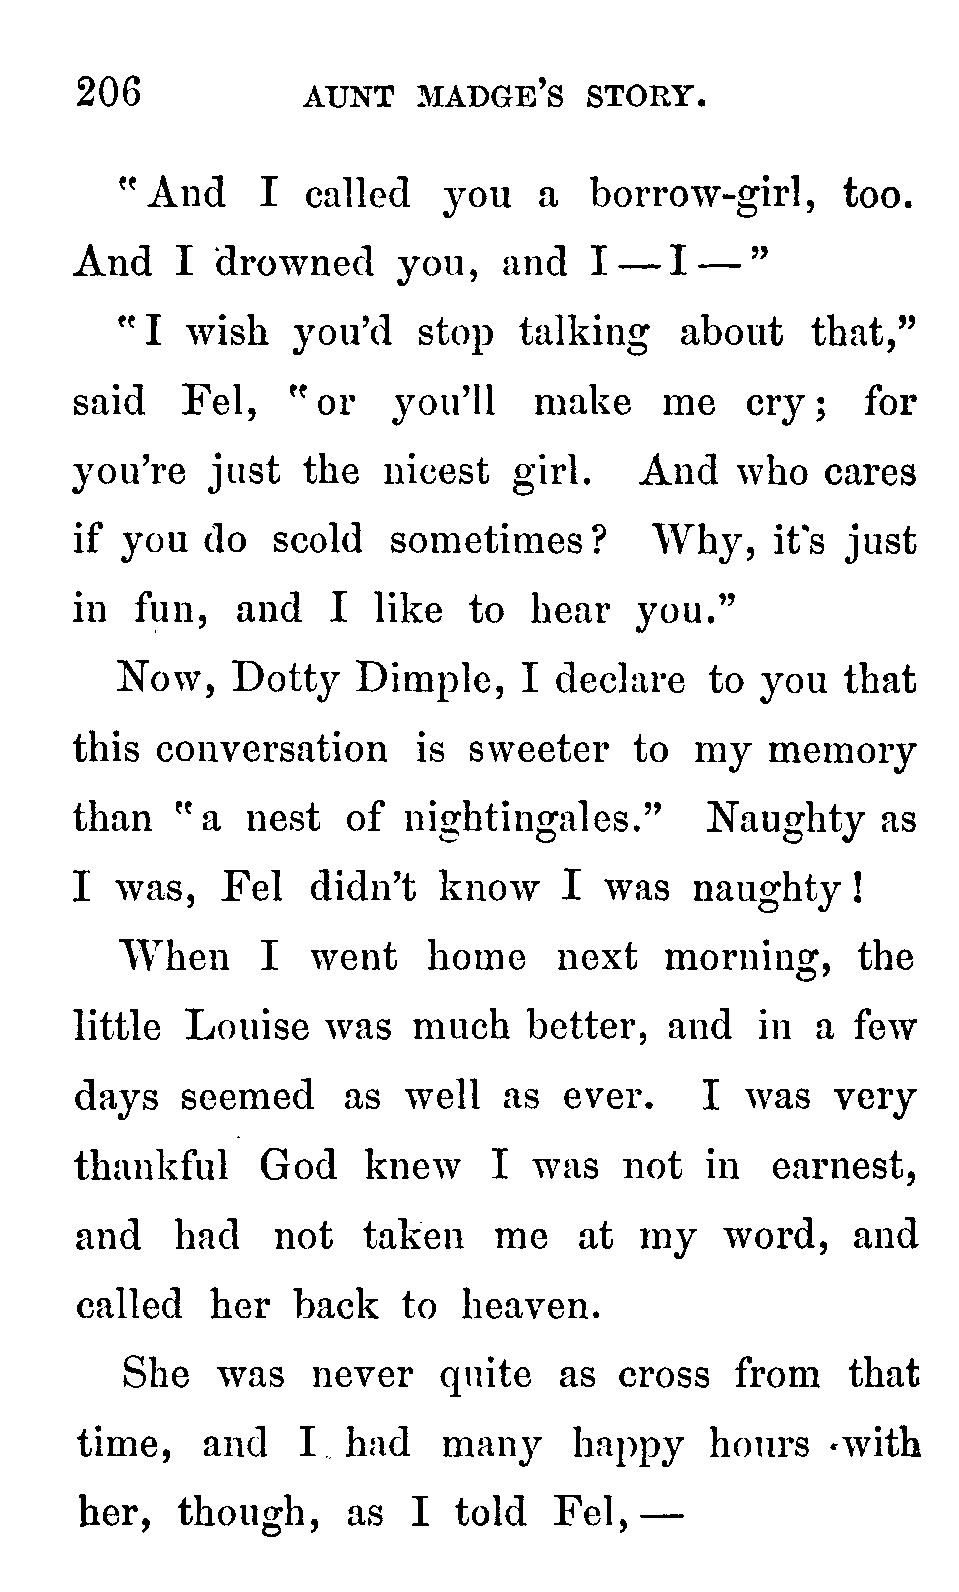 206 AUNT MADGE'S STORY.
"And I called you a borrow-girl, too.
And I drowned you, and I—I—"
"I wish you'd stop talking about that,"
said Fel, "or you'll make me cry; for
you're just the nicest girl. And who cares
if you do scold sometimes? Why, it's just
in fun, and I like to hear you."
Now, Dotty Dimple, I declare to you that
this conversation is sweeter to my memory
than "a nest of nightingales." Naughty as
I was, Fel didn't know I was naughty!
When I went home next morning, the
little Louise was much better, and in a few
days seemed as well as ever. I was very
thankful God knew I was not in earnest,
and had not taken me at my word, and
called her back to heaven.
She was never quite as cross from that
time, and I had many happy hours with
her, though, as I told Fel,—